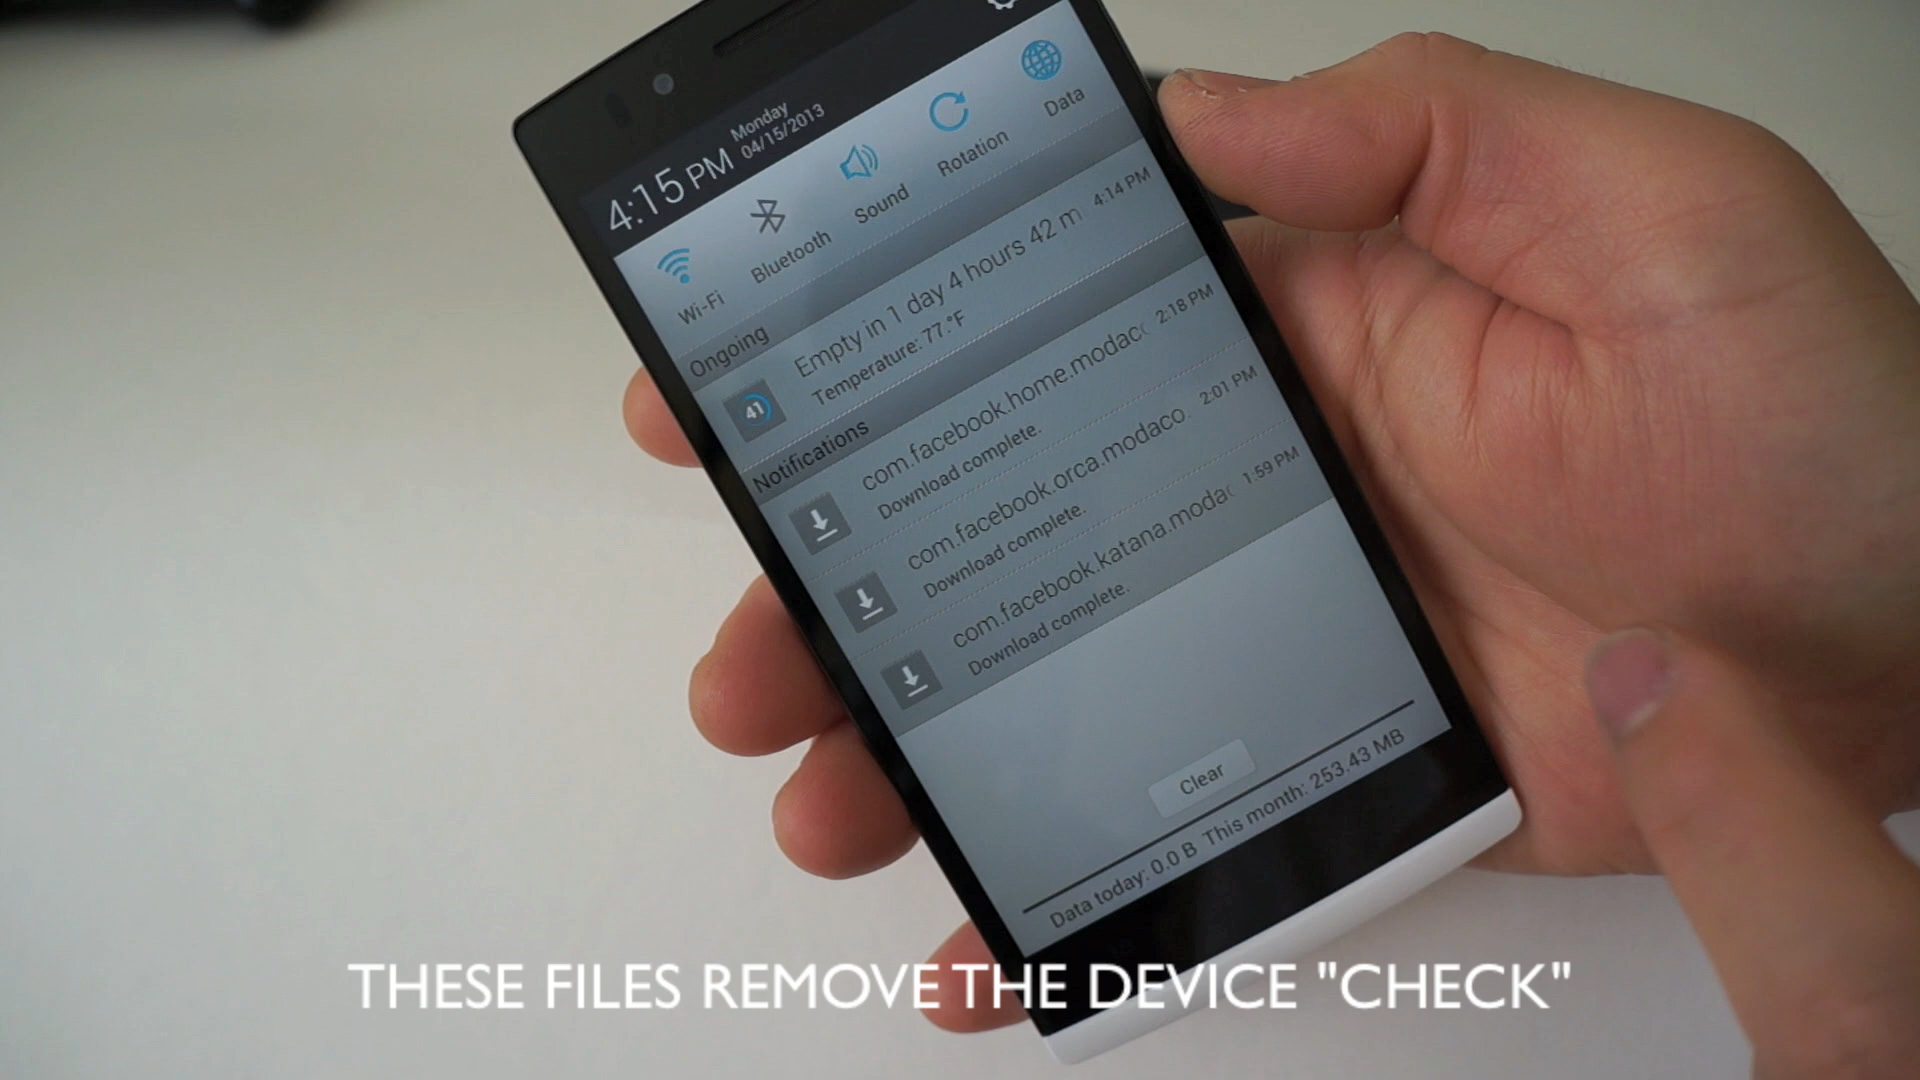 4:15 PM
Monday
04/15/2013
Wi-Fi
Bluetooth
Sound
Rotation
Data
Ongoing
41
Empty in 1 day 4 hours 42 m
4:14 PM
Temperature: 77.°F
Notifications
com.facebook.home.modaco
2:18 PM
Download complete.
com.facebook.orca.modaco.
2:01 PM
Download complete.
com.facebook.katana.modac
1:59 PM
Download complete.
Clear
Data today: 0.0 B This month: 253.43 MB
THESE FILES REMOVE THE DEVICE "CHECK"